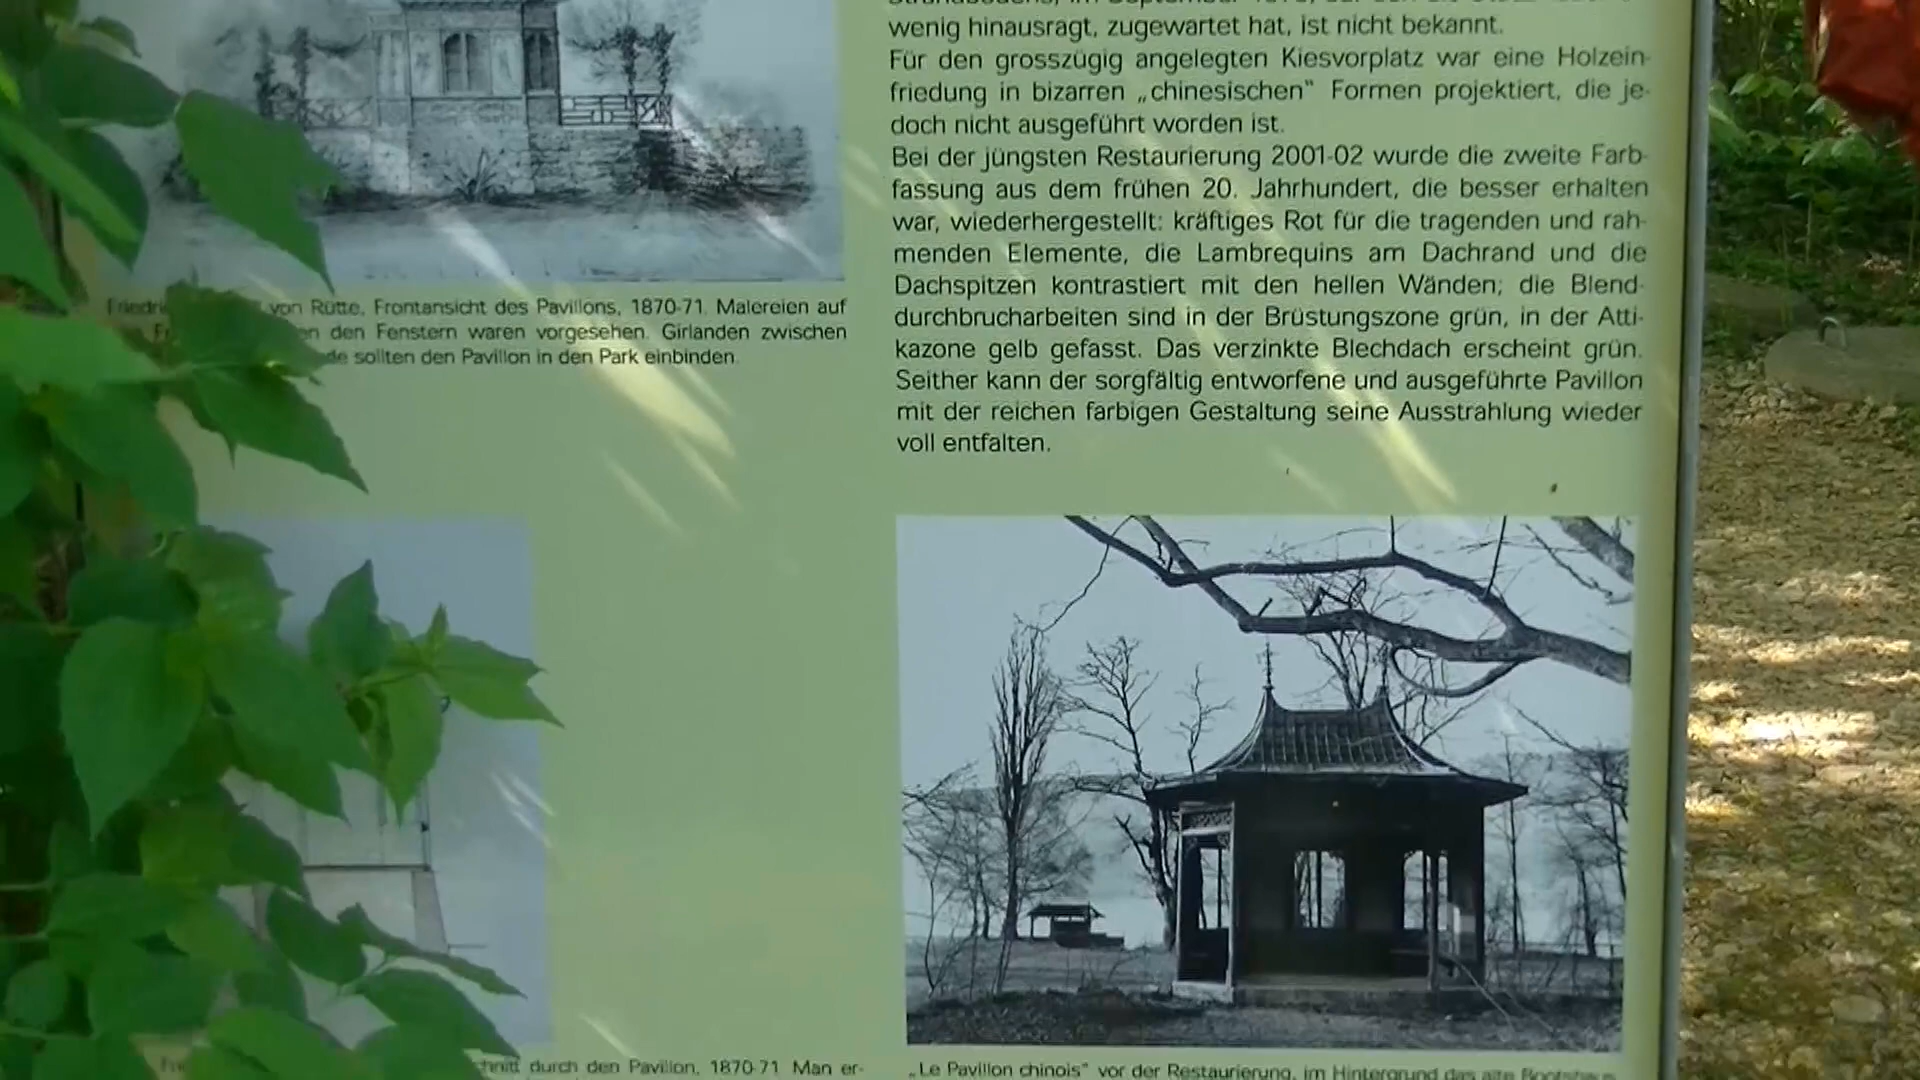 von Rütte, Frontansicht des Pavillons, 1870-71. Malereien auf
den Fenstern waren vorgesehen. Girlanden zwischen
sollten den Pavillon in den Park einbinden.
wenig hinausragt, zugewartet hat, ist nicht bekannt.
Für den grosszügig angelegten Kiesvorplatz war eine Holzein-
friedung in bizarren „chinesischen" Formen projektiert, die je-
doch nicht ausgeführt worden ist.
Bei der jüngsten Restaurierung 2001-02 wurde die zweite Farb-
fassung aus dem frühen 20. Jahrhundert, die besser erhalten
war, wiederhergestellt: kräftiges Rot für die tragenden und rah-
menden Elemente, die Lambrequins am Dachrand und die
Dachspitzen kontrastiert mit den hellen Wänden; die Blend-
durchbrucharbeiten sind in der Brüstungszone grün, in der Atti-
kazone gelb gefasst. Das verzinkte Blechdach erscheint grün.
Seither kann der sorgfältig entworfene und ausgeführte Pavillon
mit der reichen farbigen Gestaltung seine Ausstrahlung wieder
voll entfalten.
durch den Pavillon, 1870-71. Man er-
„Le Pavillon chinois" vor der Restaurierung, im Hintergrund das alte Bootshaus